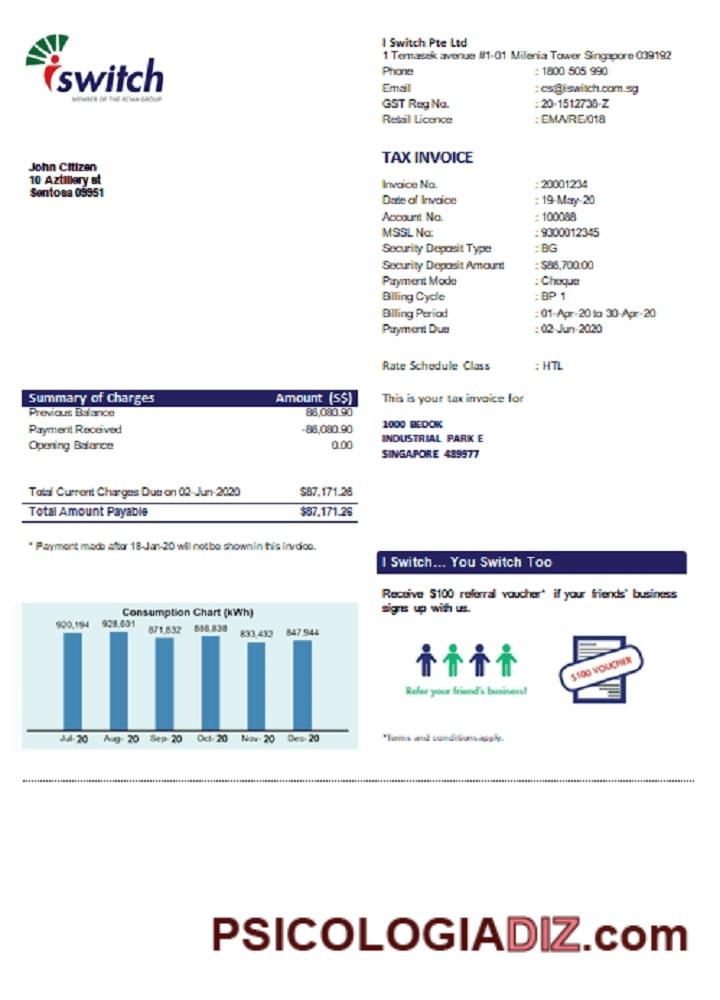 iswitch
MEMBER OF THE ACMA GROUP
I Switch Pte Ltd
1 Temasek avenue #1-01 Milenia Tower Singapore 039192
Phone : 1800 505 990
Email : cs@iswitch.com.sg
GST Reg No. : 20-1512738-Z
Retail Licence : EMA/RE/018
John Citizen
10 Aztillery st
Sentosa 09951
TAX INVOICE
Invoice No. : 20001234
Date of Invoice : 19-May-20
Account No. : 100088
MSSL No: : 9300012345
Security Deposit Type : BG
Security Deposit Amount : $86,700.00
Payment Mode : Cheque
Billing Cycle : BP 1
Billing Period : 01-Apr-20 to 30-Apr-20
Payment Due : 02-Jun-2020
Rate Schedule Class : HTL
Summary of Charges Amount (S$)
Previous Balance 86,080.90
Payment Received -86,080.90
Opening Balance 0.00
Total Current Charges Due on 02-Jun-2020 $87,171.26
Total Amount Payable $87,171.26
* Payment made after 18-Jan-20 will not be shown in this invoice.
This is your tax invoice for
1000 BEDOK
INDUSTRIAL PARK E
SINGAPORE 489977
I Switch... You Switch Too
Receive $100 referral voucher* if your friends' business
signs up with us.
Refer your friend's business!
$100 VOUCHER
*Terms and conditions apply.
Consumption Chart (kWh)
920,194 928,601 871,832 888,838 833,432 847,944
Jul-20 Aug-20 Sep-20 Oct-20 Nov-20 Dec-20
PSICOLOGIADIZ.com